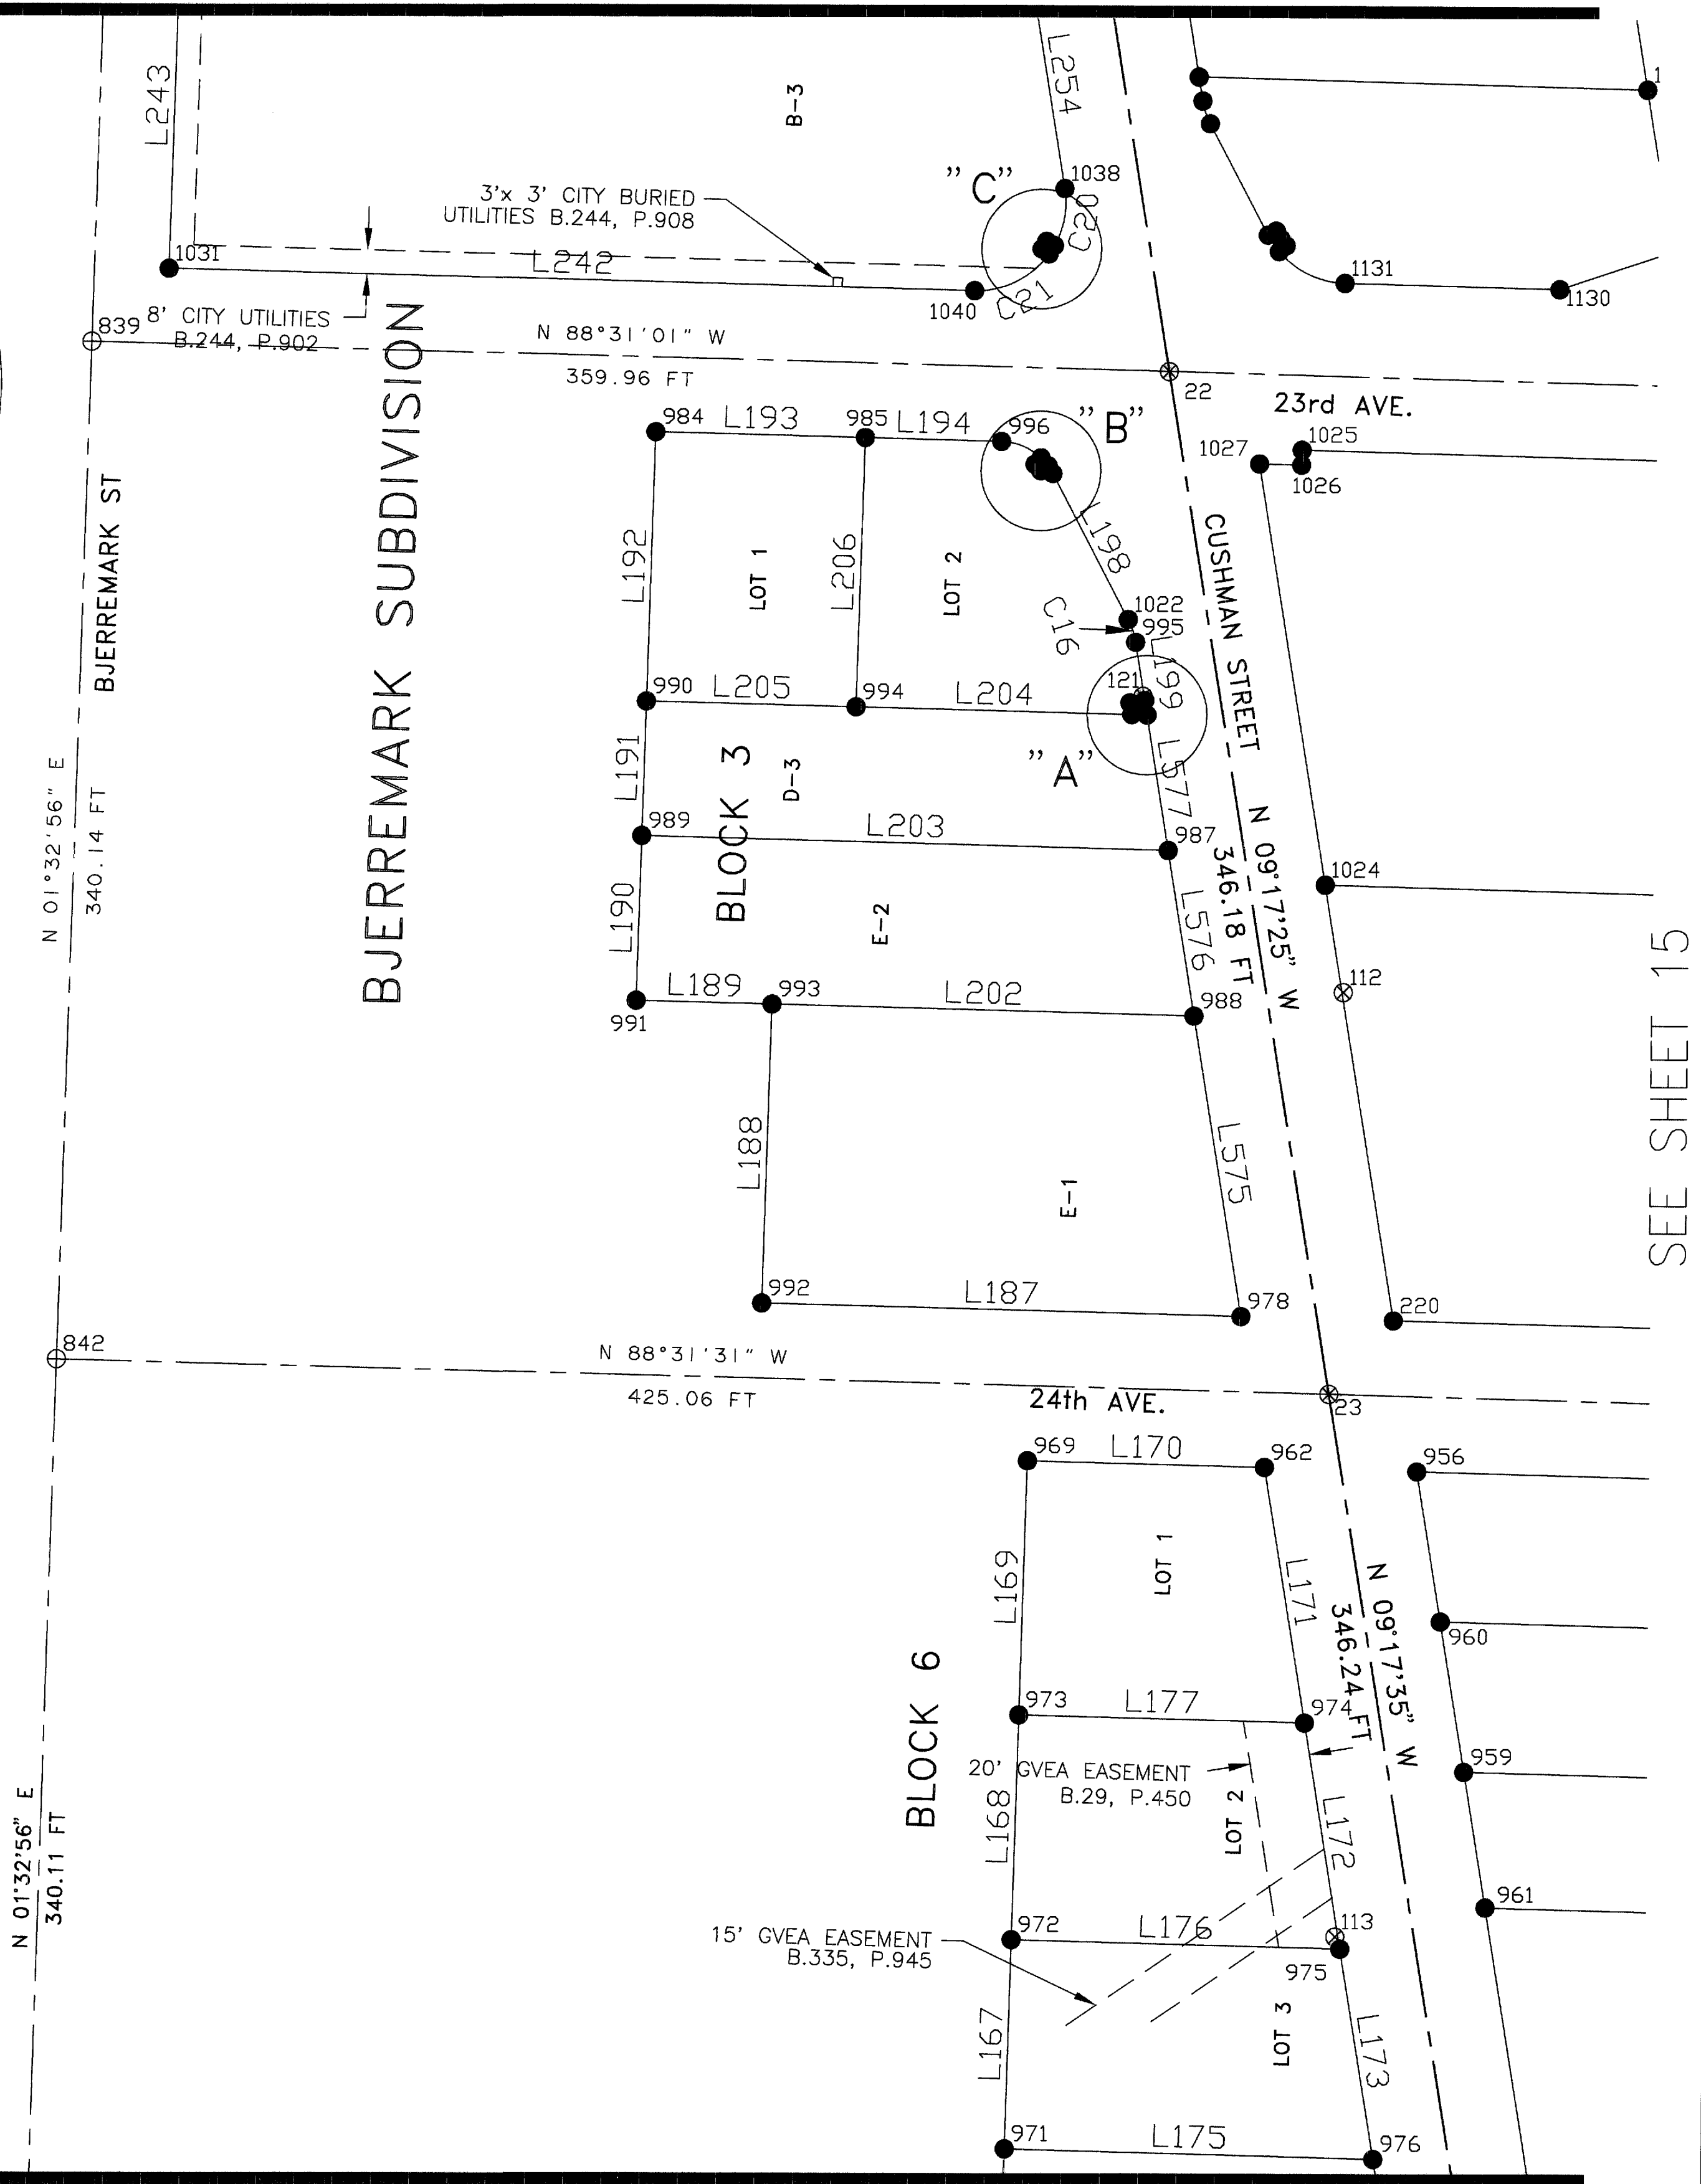 L243
L254
B-3
1
"C"
1038
3'x 3' CITY BURIED
UTILITIES B.244, P.908
C20
1031
L242
1131
1130
1040
C21
8' CITY UTILITIES
B.244, P.902
839
N 88°31'01" W
359.96 FT
22
23rd AVE.
984
L193
985
L194
996
"B"
1025
1027
1026
BJERREMARK ST
BJERREMARK SUBDIVISION
L192
LOT 1
L206
LOT 2
L198
CUSHMAN STREET
1022
C16
995
L199
990
L205
994
L204
121
"A"
L191
BLOCK 3
D-3
L577
N 01°32'56" E
340.14 FT
989
L203
987
N 09°17'25" W
346.18 FT
1024
L190
E-2
L576
112
SEE SHEET 15
L189
993
L202
988
991
L188
E-1
L575
992
L187
978
220
842
N 88°31'31" W
425.06 FT
24th AVE.
23
969
L170
962
956
L169
LOT 1
L171
N 09°17'35" W
346.24 FT
960
BLOCK 6
973
L177
974
20' GVEA EASEMENT
B.29, P.450
959
L168
LOT 2
L172
N 01°32'56" E
340.11 FT
961
972
L176
113
15' GVEA EASEMENT
B.335, P.945
975
L167
LOT 3
L173
971
L175
976